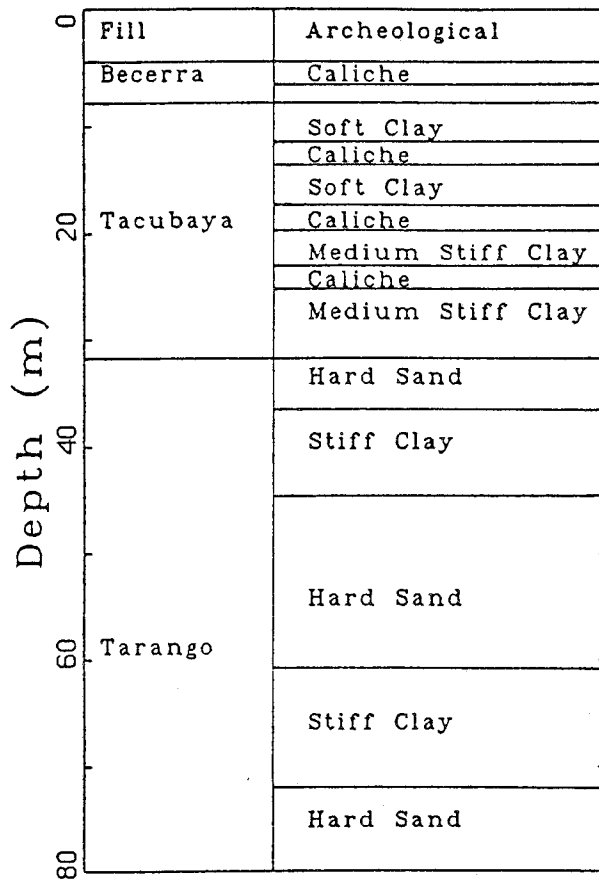 0
Fill Archeological
Becerra Caliche
Soft Clay
Caliche
Soft Clay
20 Tacubaya Caliche
Medium Stiff Clay
Caliche
Medium Stiff Clay
Depth (m)
Hard Sand
40 Stiff Clay
Hard Sand
60 Tarango
Stiff Clay
Hard Sand
80